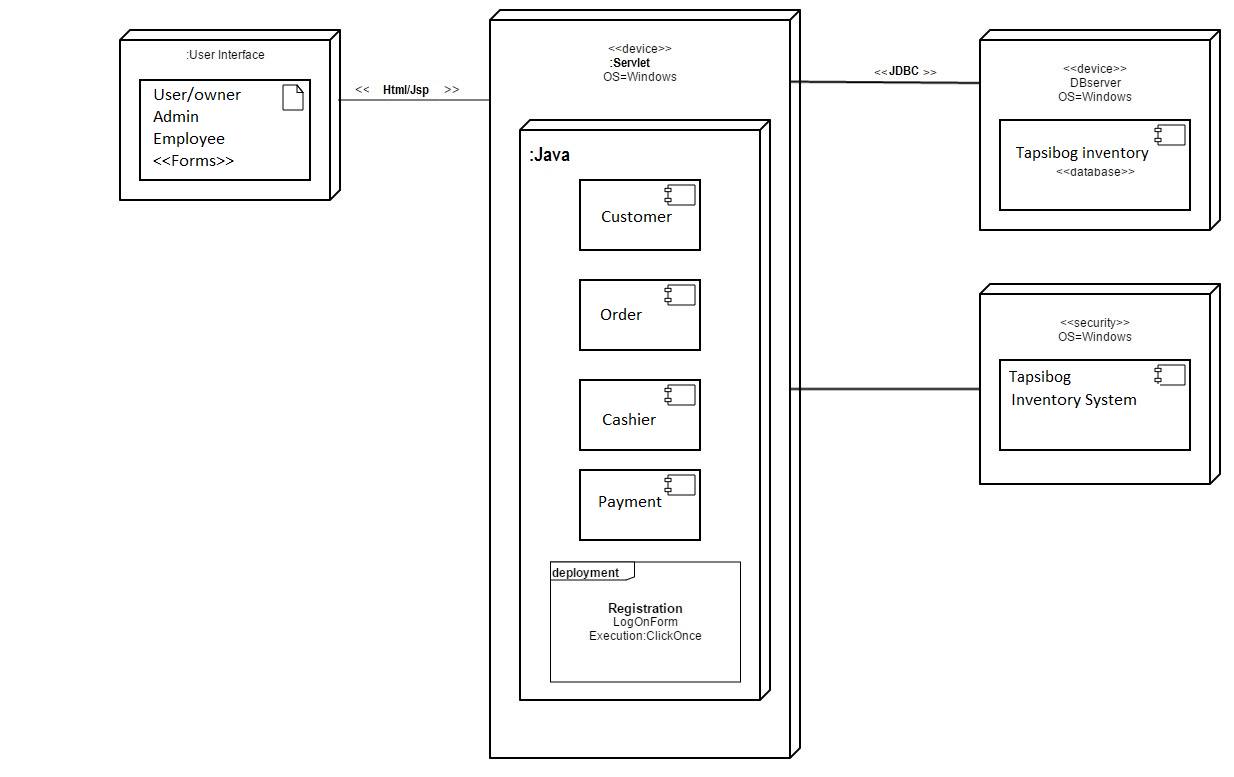 :User Interface
User/owner
Admin
Employee
<<Forms>>
<< Html/Jsp >>
<<device>>
:Servlet
OS=Windows
:Java
Customer
Order
Cashier
Payment
deployment
Registration
LogOnForm
Execution:ClickOnce
<<JDBC >>
<<device>>
DBserver
OS=Windows
Tapsibog inventory
<<database>>
<<security>>
OS=Windows
Tapsibog
Inventory System